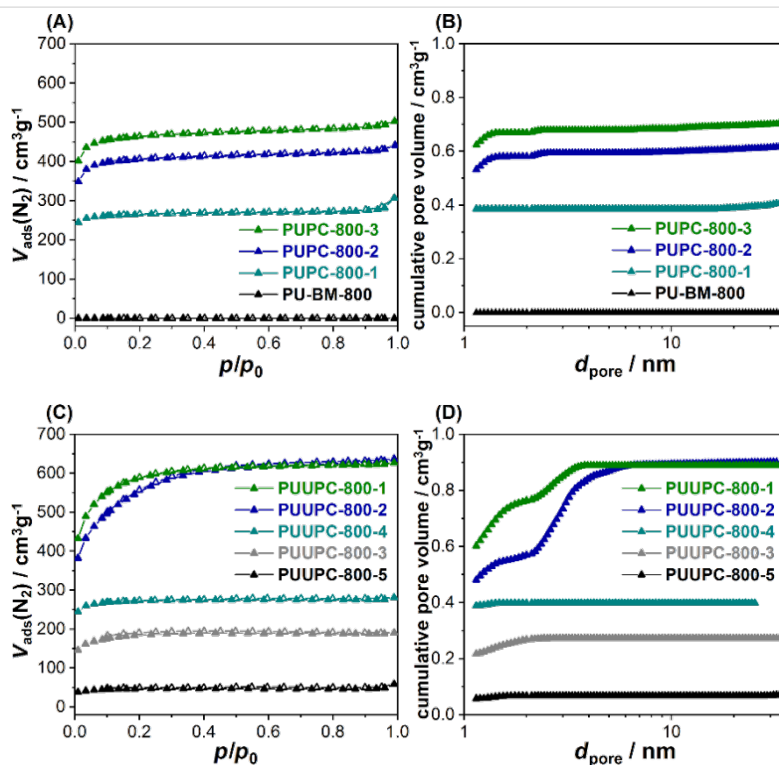 (A)
V_ads(N₂) / cm³g⁻¹
700
600
500
400
300
200
100
0
PUPC-800-3
PUPC-800-2
PUPC-800-1
PU-BM-800
0.0 0.2 0.4 0.6 0.8 1.0
p/p₀
(B)
cumulative pore volume / cm³g⁻¹
1.0
0.8
0.6
0.4
0.2
0.0
PUPC-800-3
PUPC-800-2
PUPC-800-1
PU-BM-800
1 10
d_pore / nm
(C)
V_ads(N₂) / cm³g⁻¹
700
600
500
400
300
200
100
0
PUUPC-800-1
PUUPC-800-2
PUUPC-800-4
PUUPC-800-3
PUUPC-800-5
0.0 0.2 0.4 0.6 0.8 1.0
p/p₀
(D)
cumulative pore volume / cm³g⁻¹
1.0
0.8
0.6
0.4
0.2
0.0
PUUPC-800-1
PUUPC-800-2
PUUPC-800-4
PUUPC-800-3
PUUPC-800-5
1 10
d_pore / nm